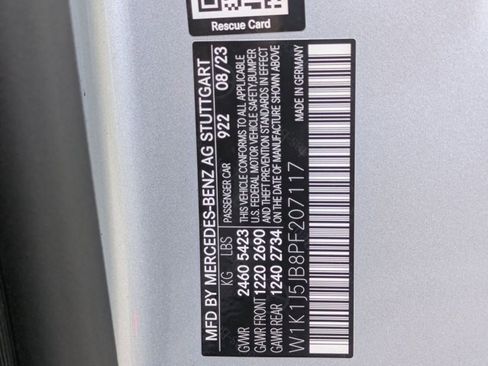 Rescue Card
MFD BY MERCEDES-BENZ AG STUTTGART
PASSENGER CAR 922 08/23
KG / LBS THIS VEHICLE CONFORMS TO ALL APPLICABLE
GVWR 2460 5423 U.S. FEDERAL MOTOR VEHICLE SAFETY,BUMPER
GAWR FRONT 1220 2690 AND THEFT PREVENTION STANDARDS IN EFFECT
GAWR REAR 1240 2734 ON THE DATE OF MANUFACTURE SHOWN ABOVE
W1K1J5JB8PF207117 MADE IN GERMANY